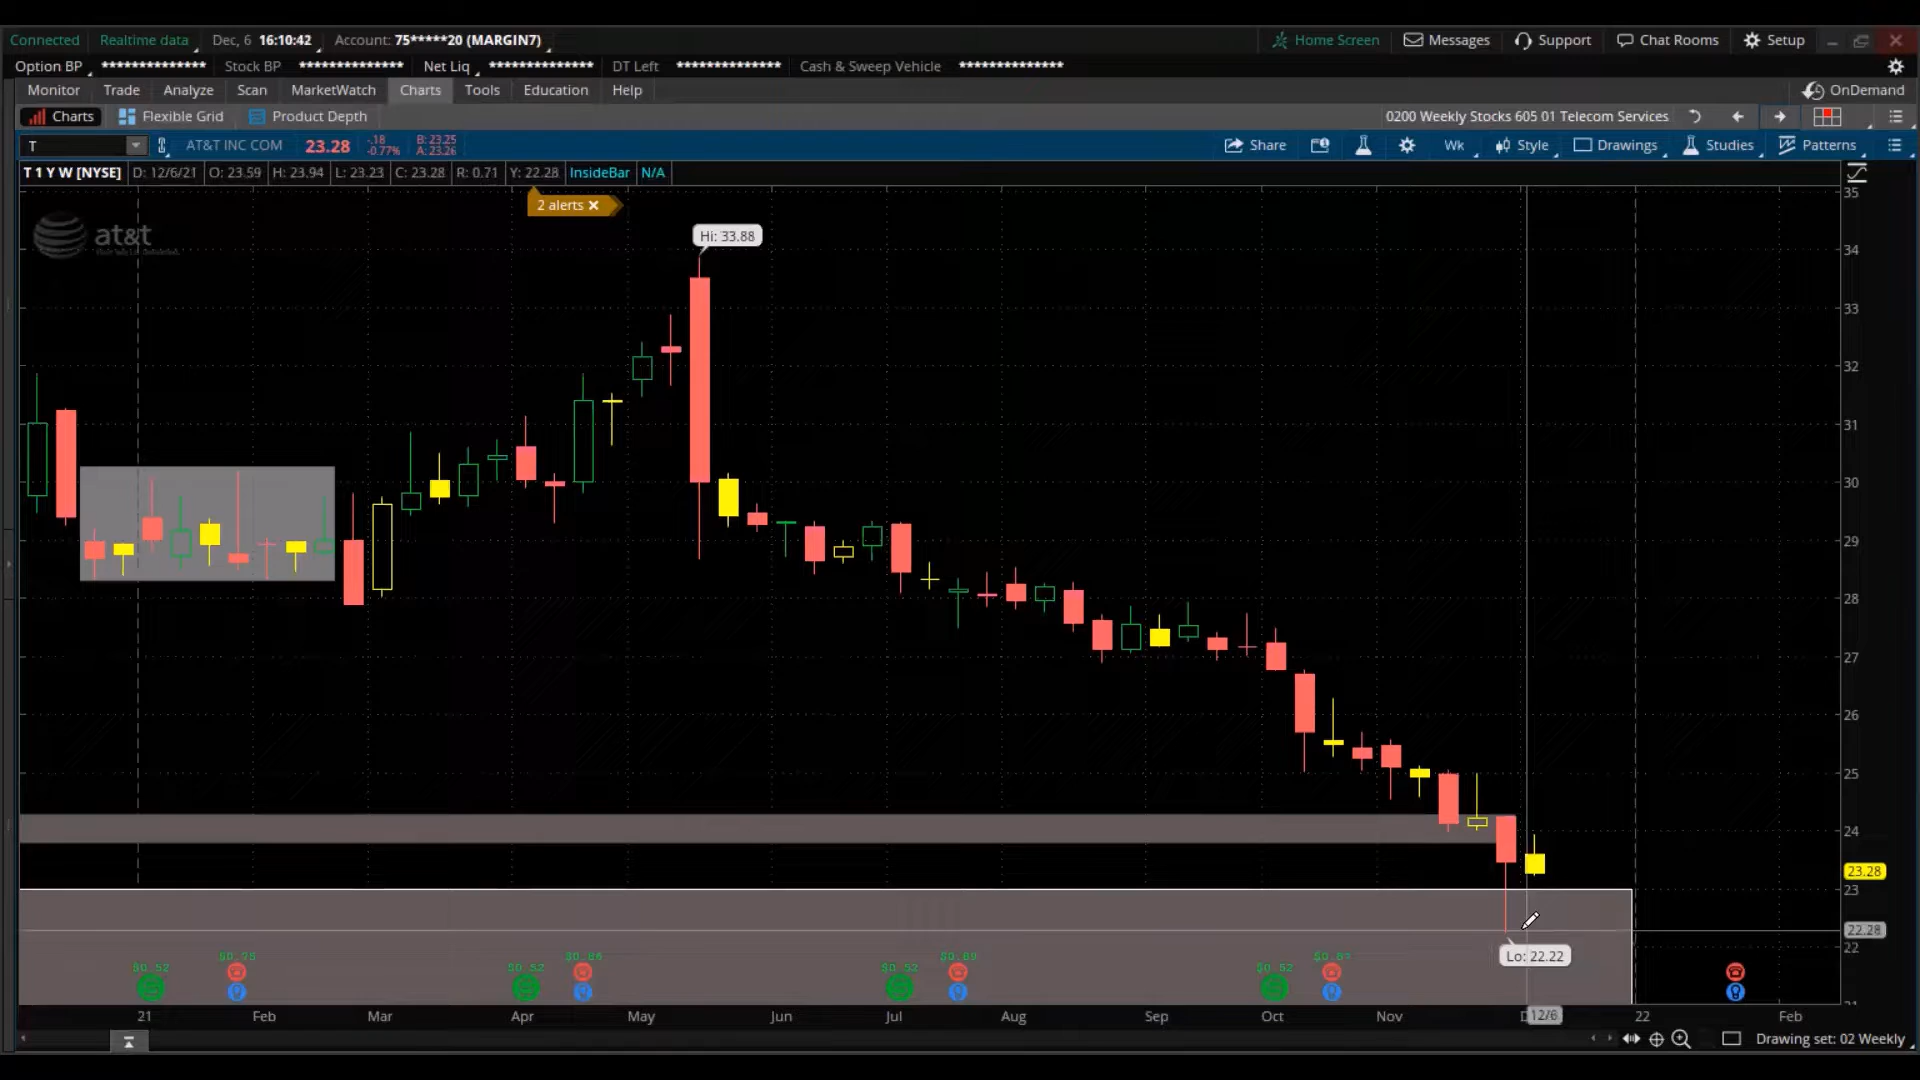 Connected Realtime data Dec, 6 16:10:42 Account: 75*****20 (MARGIN7) Home Screen Messages Support Chat Rooms Setup
Option BP ************** Stock BP ************** Net Liq ************** DT Left ************** Cash & Sweep Vehicle **************
Monitor Trade Analyze Scan MarketWatch Charts Tools Education Help OnDemand
Charts Flexible Grid Product Depth 0200 Weekly Stocks 605 01 Telecom Services
T AT&T INC COM 23.28 -.18 -0.77% B: 23.25 A: 23.26 Share Wk Style Drawings Studies Patterns
T 1 Y W [NYSE] D: 12/6/21 O: 23.59 H: 23.94 L: 23.23 C: 23.28 R: 0.71 Y: 22.28 InsideBar N/A
2 alerts
at&t
Hi: 33.88
35
34
33
32
31
30
29
28
27
26
25
24
23.28
23
22.28
22
Lo: 22.22
$0.52 $0.75 $0.52 $0.86 $0.52 $0.89 $0.52 $0.87
21 Feb Mar Apr May Jun Jul Aug Sep Oct Nov 12/6 22 Feb
Drawing set: 02 Weekly